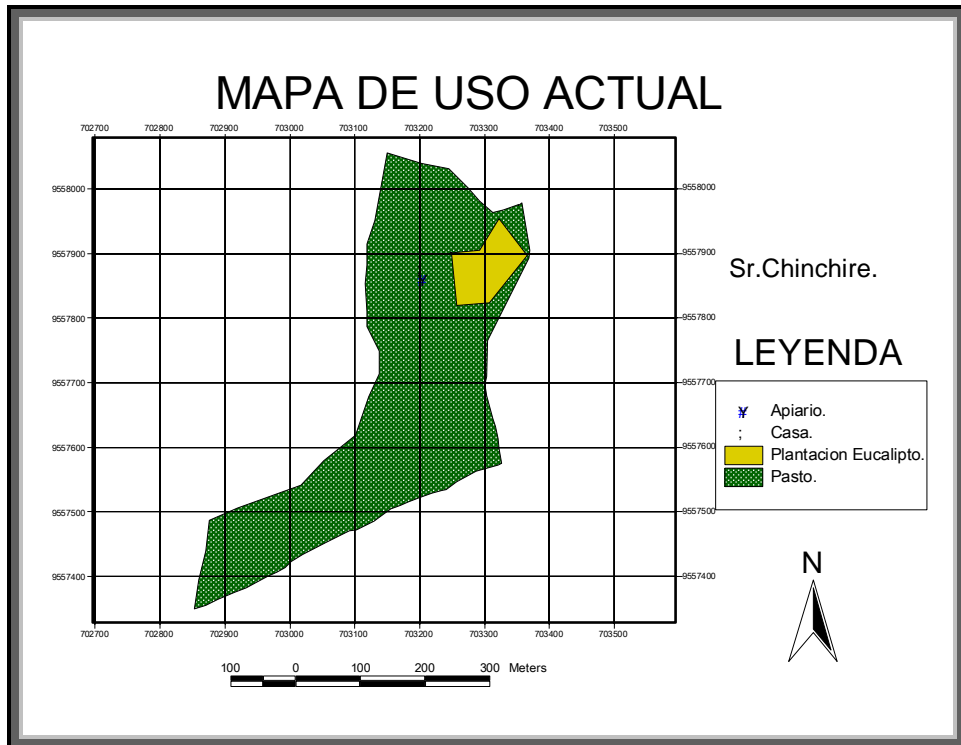 MAPA DE USO ACTUAL
702700 702800 702900 703000 703100 703200 703300 703400 703500
9558000 9558000
9557900 9557900
9557800 9557800
9557700 9557700
9557600 9557600
9557500 9557500
9557400 9557400
702700 702800 702900 703000 703100 703200 703300 703400 703500
100 0 100 200 300 Meters
Sr.Chinchire.
LEYENDA
¥ Apiario.
; Casa.
Plantacion Eucalipto.
Pasto.
N